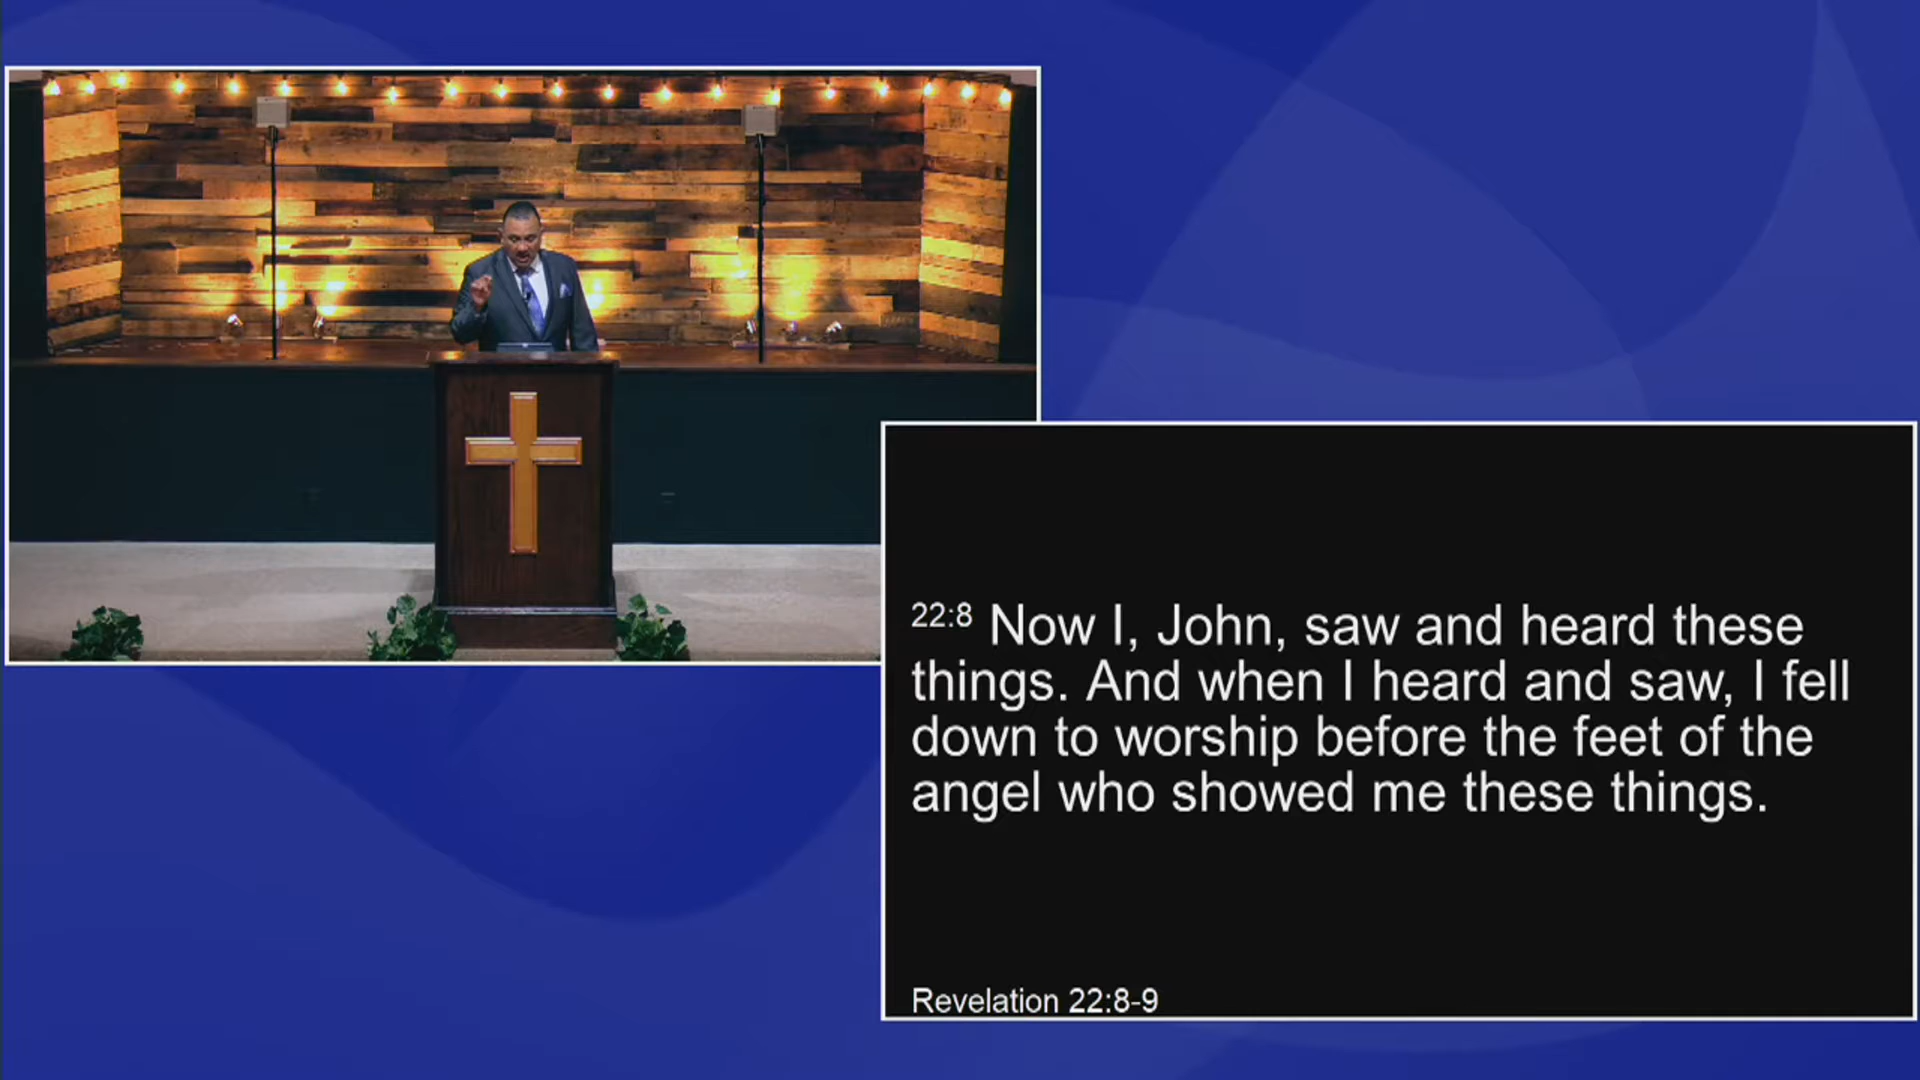 22:8 Now I, John, saw and heard these
things. And when I heard and saw, I fell
down to worship before the feet of the
angel who showed me these things.
Revelation 22:8-9